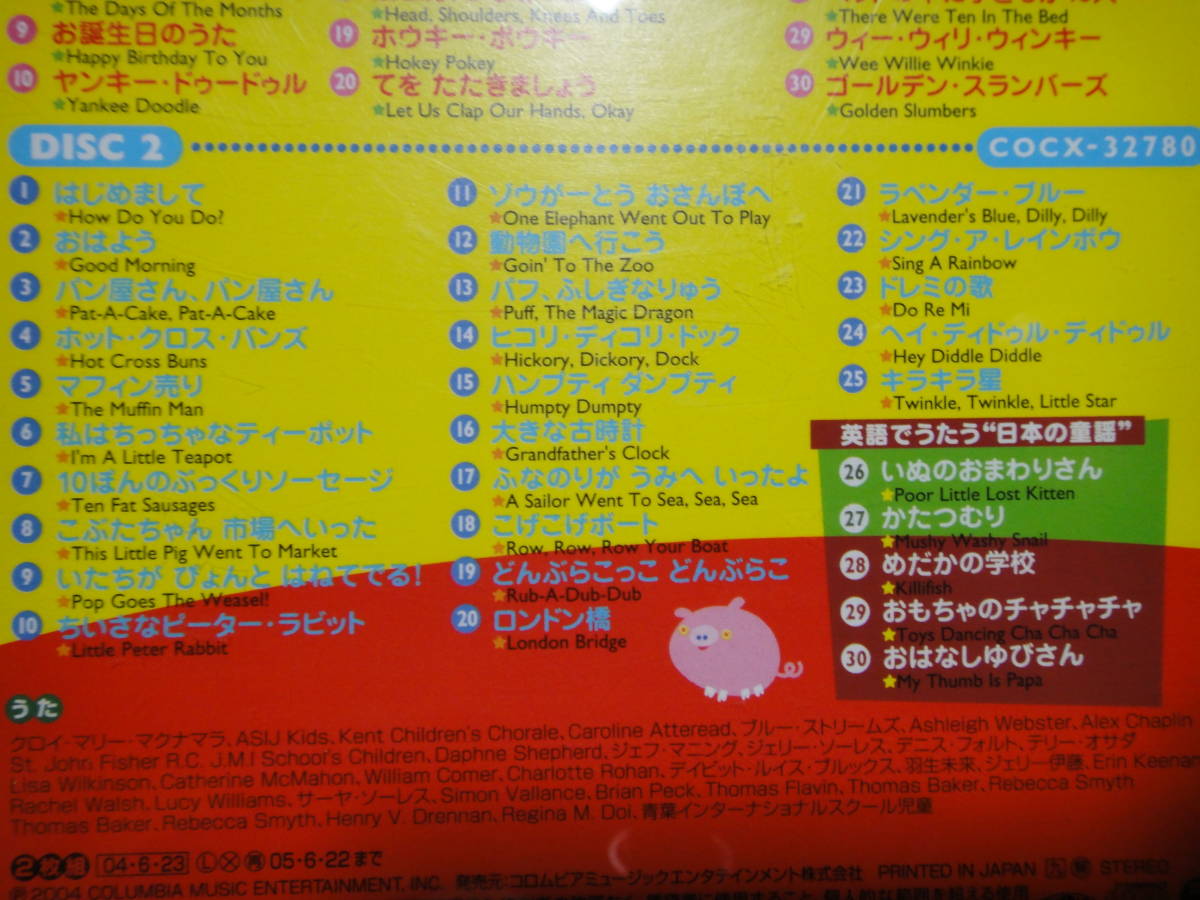 ★The Days Of The Months
9 お誕生日のうた
★Happy Birthday To You
10 ヤンキー・ドゥードゥル
★Yankee Doodle
★Head, Shoulders, Knees And Toes
19 ホウキー・ポウキー
★Hokey Pokey
20 てを たたきましょう
★Let Us Clap Our Hands, Okay
★There Were Ten In The Bed
29 ウィー・ウィリ・ウィンキー
★Wee Willie Winkie
30 ゴールデン・スランバーズ
★Golden Slumbers
DISC 2 COCX-32780
1 はじめまして
★How Do You Do?
2 おはよう
★Good Morning
3 パン屋さん、パン屋さん
★Pat-A-Cake, Pat-A-Cake
4 ホット・クロス・バンズ
★Hot Cross Buns
5 マフィン売り
★The Muffin Man
6 私はちっちゃなティーポット
★I'm A Little Teapot
7 10ぽんのぷっくりソーセージ
★Ten Fat Sausages
8 こぶたちゃん 市場へいった
★This Little Pig Went To Market
9 いたちが ぴょんと はねてでる!
★Pop Goes The Weasel!
10 ちいさなピーター・ラビット
★Little Peter Rabbit
11 ゾウがーとう おさんぽへ
★One Elephant Went Out To Play
12 動物園へ行こう
★Goin' To The Zoo
13 パフ、ふしぎなりゅう
★Puff, The Magic Dragon
14 ヒコリ・ディコリ・ドック
★Hickory, Dickory, Dock
15 ハンプティ ダンプティ
★Humpty Dumpty
16 大きな古時計
★Grandfather's Clock
17 ふなのりが うみへ いったよ
★A Sailor Went To Sea, Sea, Sea
18 こげこげボート
★Row, Row, Row Your Boat
19 どんぶらこっこ どんぶらこ
★Rub-A-Dub-Dub
20 ロンドン橋
★London Bridge
21 ラベンダー・ブルー
★Lavender's Blue, Dilly, Dilly
22 シング・ア・レインボウ
★Sing A Rainbow
23 ドレミの歌
★Do Re Mi
24 ヘイ・ディドゥル・ディドゥル
★Hey Diddle Diddle
25 キラキラ星
★Twinkle, Twinkle, Little Star
英語でうたう“日本の童謡”
26 いぬのおまわりさん
★Poor Little Lost Kitten
27 かたつむり
★Mushy Washy Snail
28 めだかの学校
★Killifish
29 おもちゃのチャチャチャ
★Toys Dancing Cha Cha Cha
30 おはなしゆびさん
★My Thumb Is Papa
うた
クロイ・マリー・マクナマラ、ASIJ Kids、Kent Children's Chorale、Caroline Atteread、ブルー・ストリームズ、Ashleigh Webster、Alex Chaplin、
St. John Fisher R.C. J.M.I School's Children、Daphne Shepherd、ジェフ・マニング、ジェリー・ソーレス、デニス・フォルト、テリー・オサダ
Lisa Wilkinson、Catherine McMahon、William Comer、Charlotte Rohan、デイビット・ルイス・ブルックス、羽生未来、ジェリー伊藤、Erin Keenan
Rachel Walsh、Lucy Williams、サーヤ・ソーレス、Simon Vallance、Brian Peck、Thomas Flavin、Thomas Baker、Rebecca Smyth
Thomas Baker、Rebecca Smyth、Henry V. Drennan、Regina M. Doi、青葉インターナショナルスクール児童
2枚組 04・6・23 Ⓛ Ⓧ 再 05・6・22まで
Ⓟ2004 COLUMBIA MUSIC ENTERTAINMENT, INC. 発売元:コロムビアミュージックエンタテインメント株式会社 PRINTED IN JAPAN STEREO